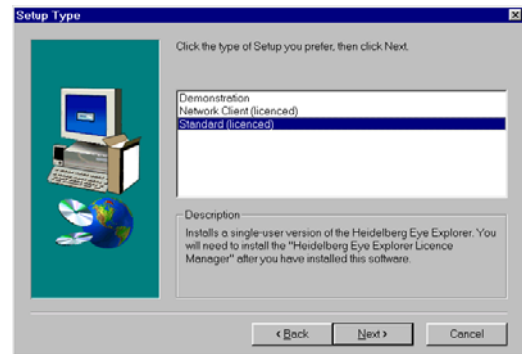 Setup Type
Click the type of Setup you prefer, then click Next.
Demonstration
Network Client (licenced)
Standard (licenced)
Description
Installs a single-user version of the Heidelberg Eye Explorer. You
will need to install the "Heidelberg Eye Explorer Licence
Manager" after you have installed this software.
< Back
Next >
Cancel